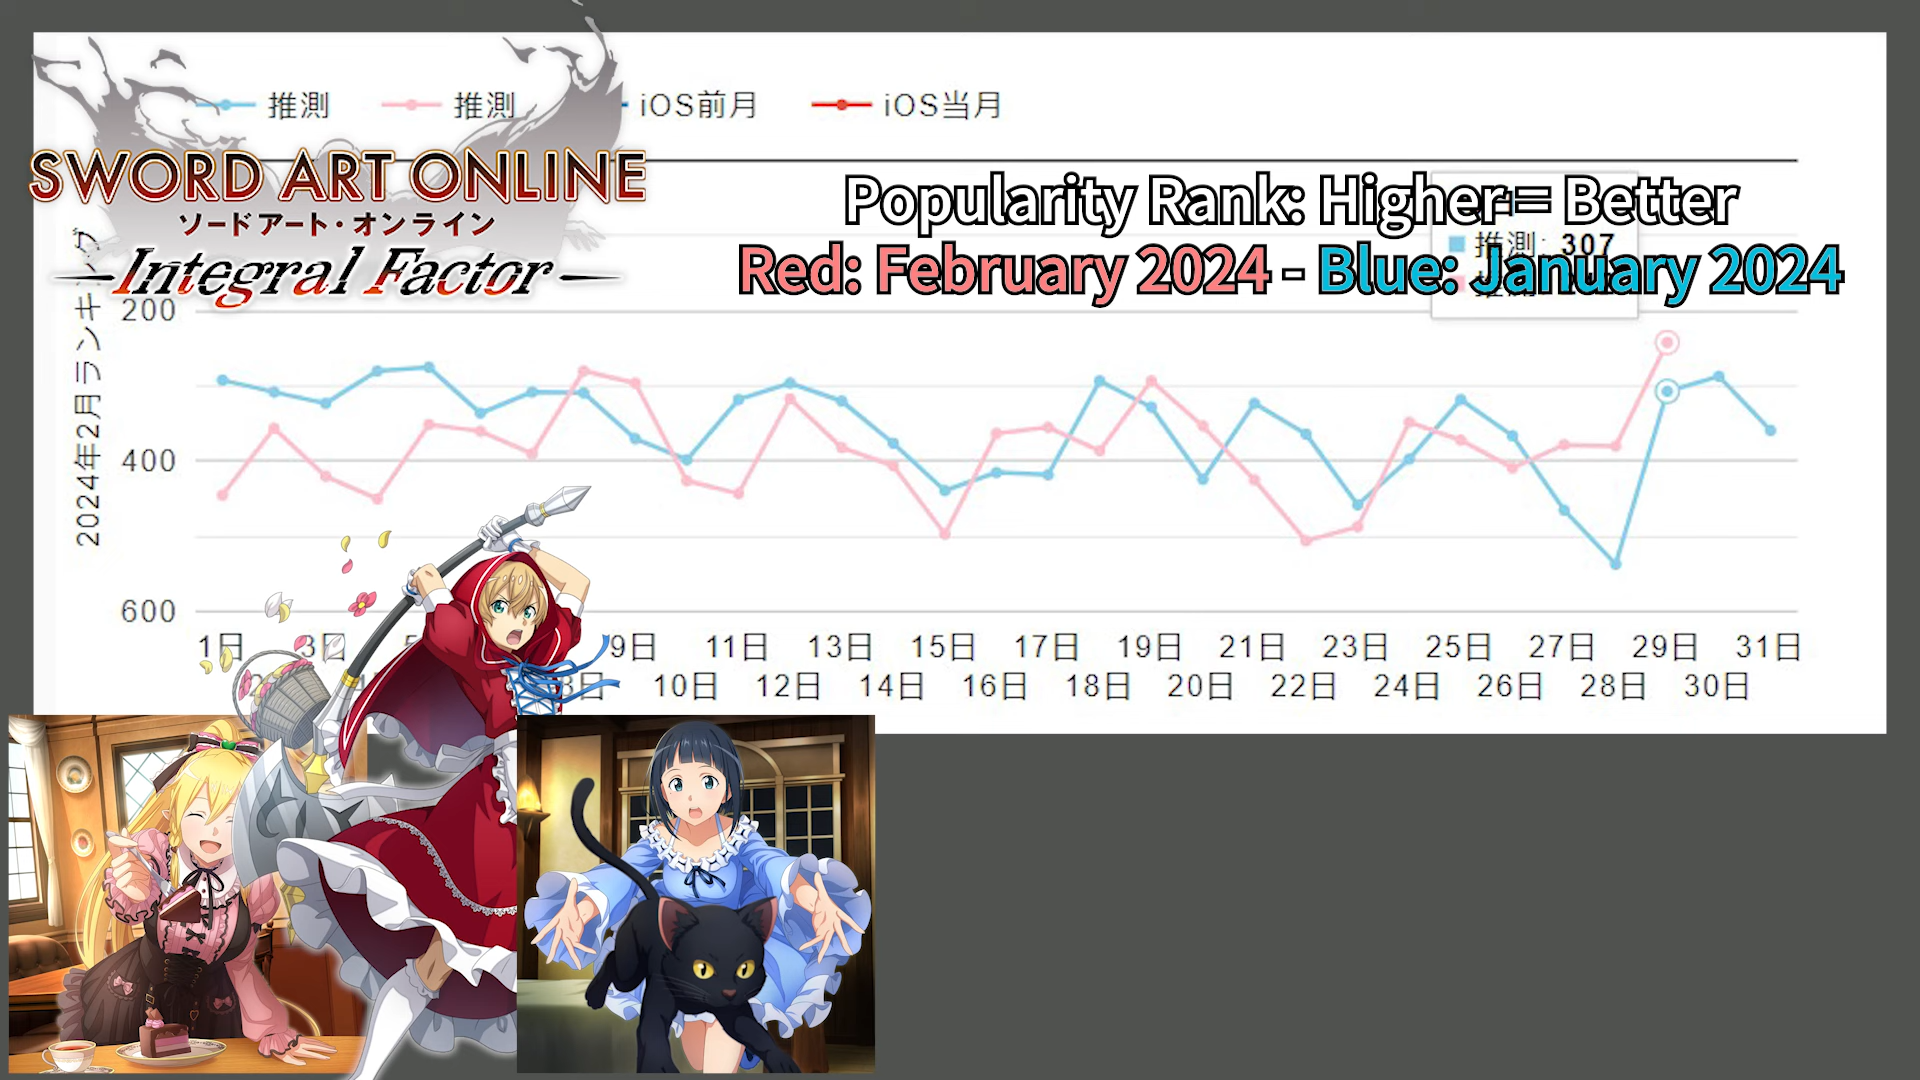 推測 推測 iOS前月 iOS当月
SWORD ART ONLINE
ソードアート・オンライン
Integral Factor
Popularity Rank: Higher = Better
推測: 307
Red: February 2024 - Blue: January 2024
2024年2月ランキング
200
400
600
1日 3日 9日 11日 13日 15日 17日 19日 21日 23日 25日 27日 29日 31日
10日 12日 14日 16日 18日 20日 22日 24日 26日 28日 30日